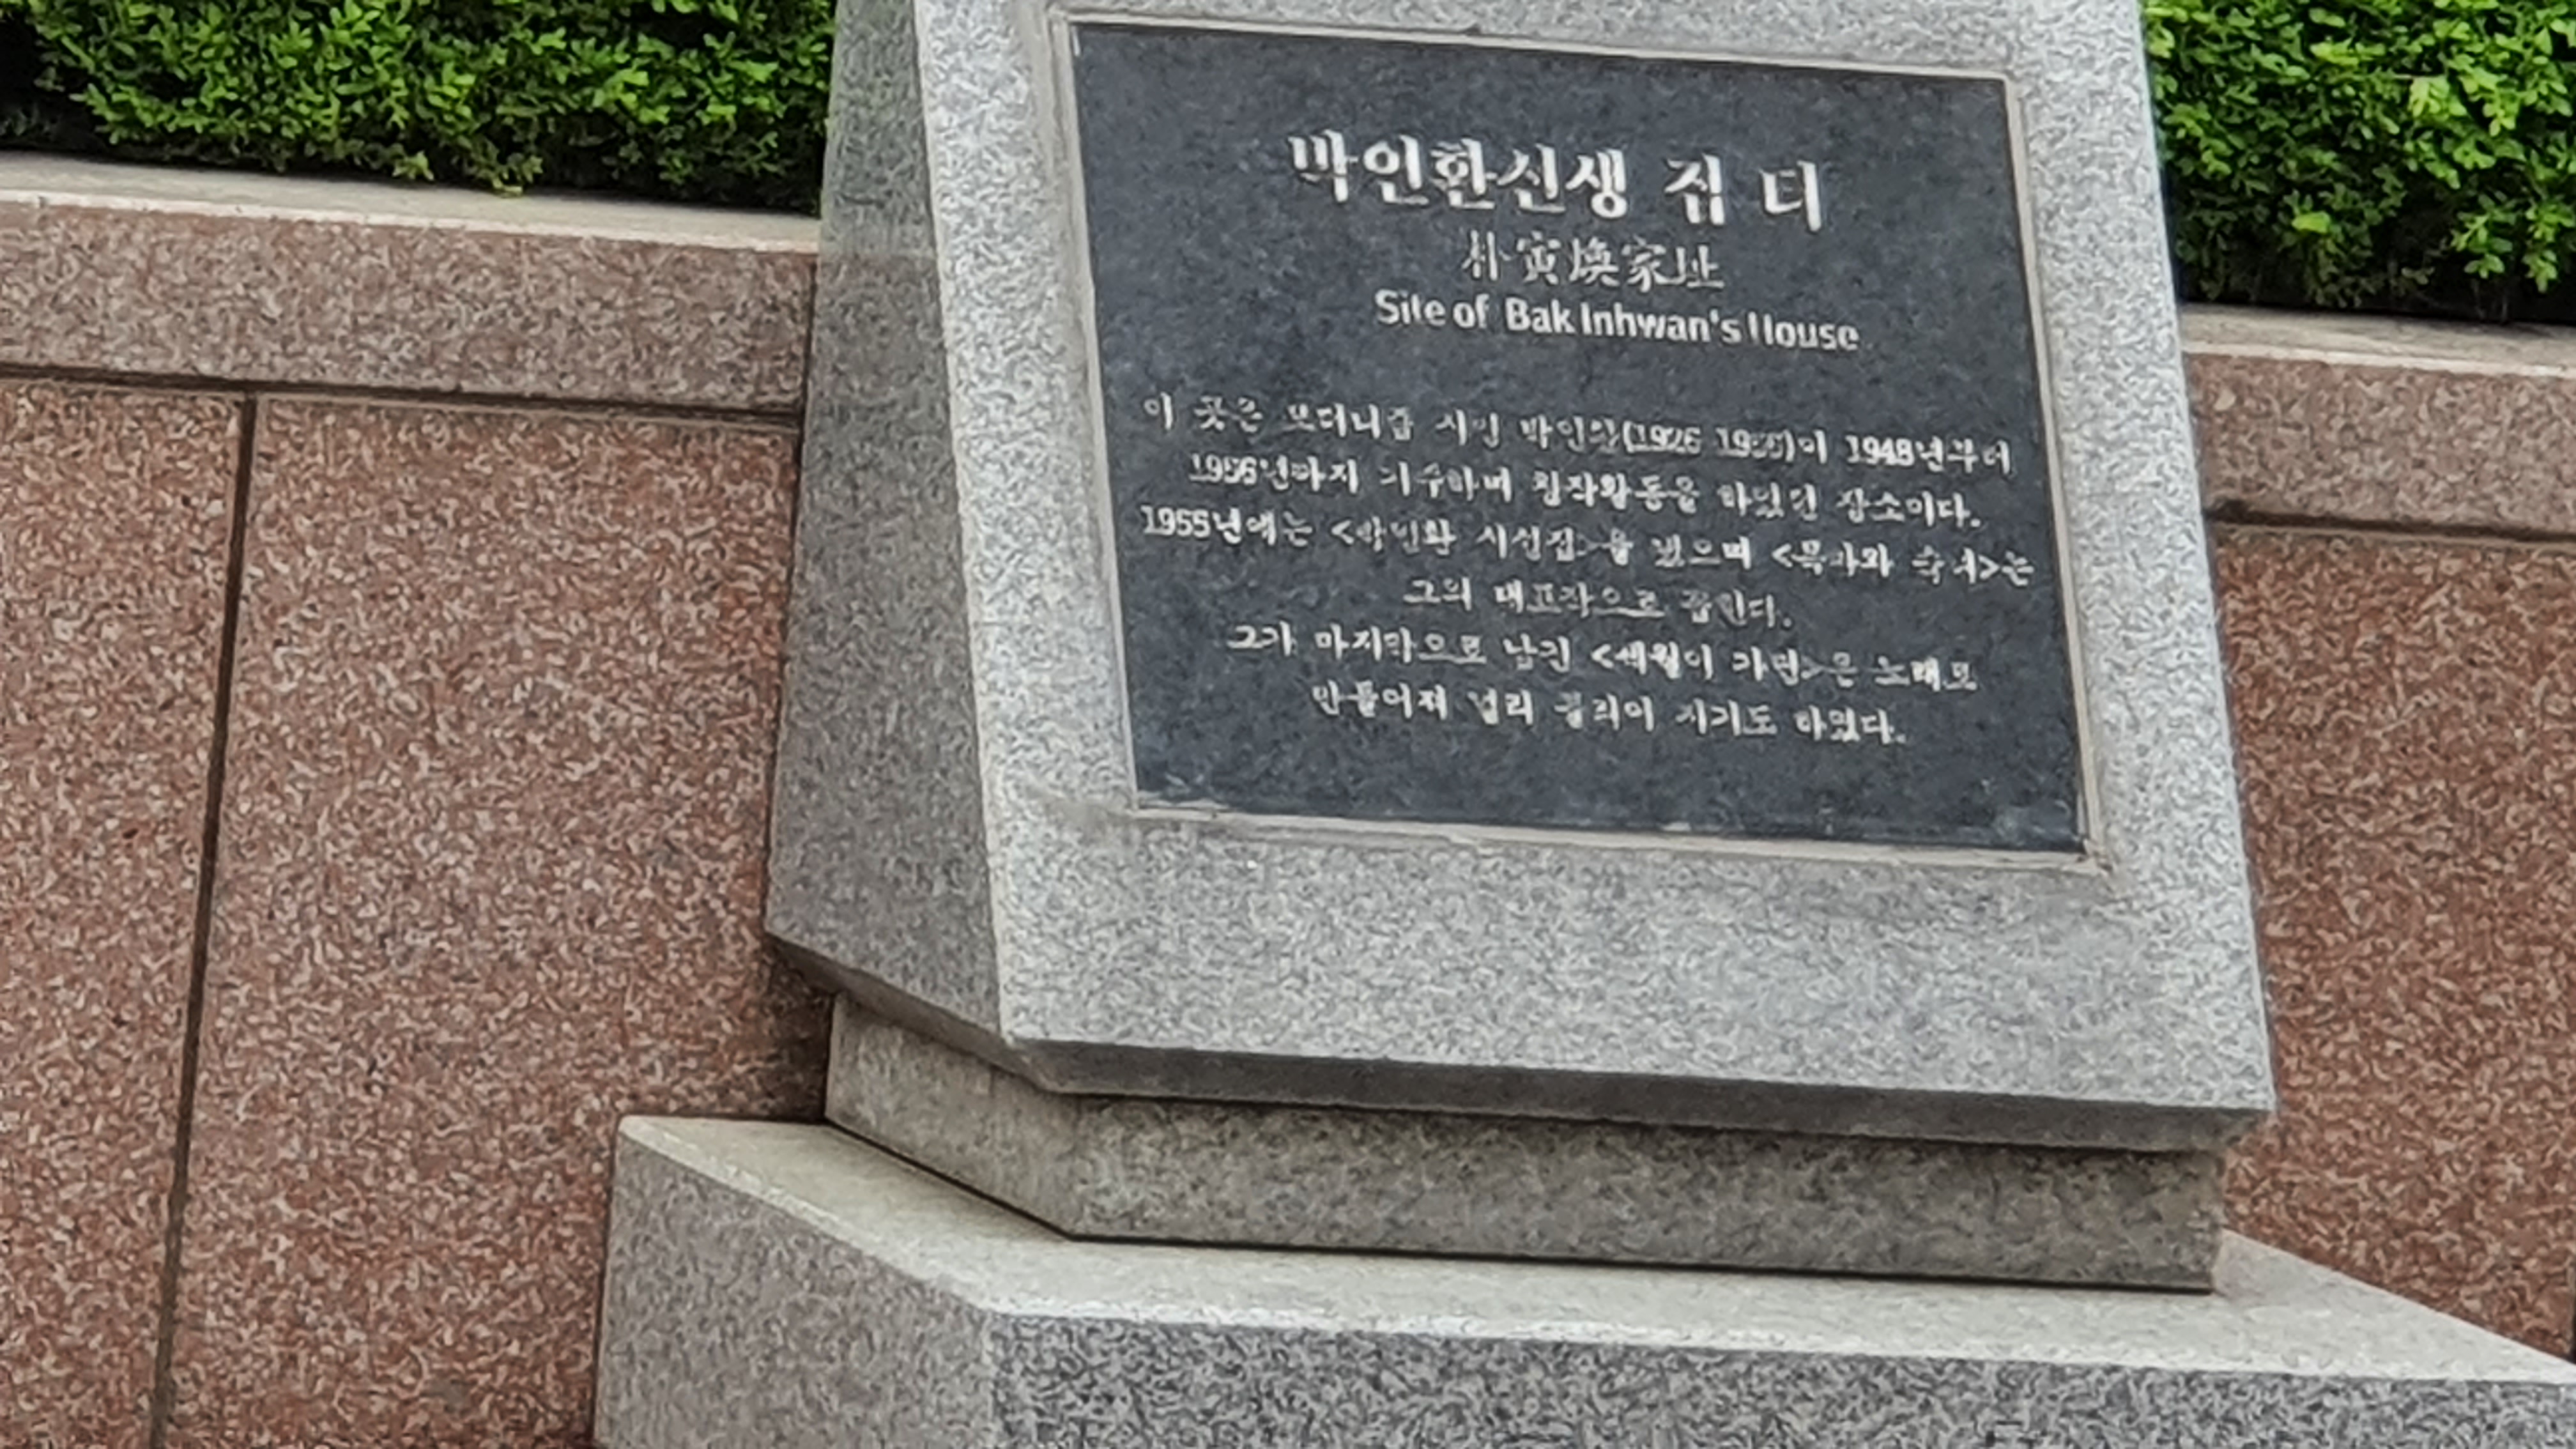 박인환선생 집 터
朴寅煥家址
Site of Bak Inhwan's House
이 곳은 모더니즘 시인 박인환(1926 1956)이 1948년부터
1956년까지 거주하며 창작활동을 하였던 장소이다.
1955년에는 <박인환 시선집>을 냈으며 <목마와 숙녀>는
그의 대표작으로 꼽힌다.
그가 마지막으로 남긴 <세월이 가면>은 노래로
만들어져 널리 불리어 지기도 하였다.